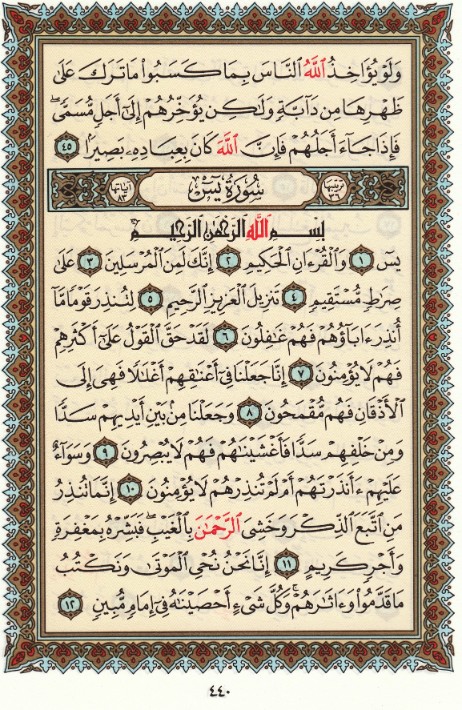 وَلَوْ يُؤَاخِذُ ٱللَّهُ ٱلنَّاسَ بِمَا كَسَبُوا۟ مَا تَرَكَ عَلَىٰ
ظَهْرِهَا مِن دَآبَّةٍ وَلَٰكِن يُؤَخِّرُهُمْ إِلَىٰٓ أَجَلٍ مُّسَمًّى ۖ
فَإِذَا جَآءَ أَجَلُهُمْ فَإِنَّ ٱللَّهَ كَانَ بِعِبَادِهِۦ بَصِيرًۢا ٤٥
ترتيبها ٣٦ سُورَةُ يسٓ آياتها ٨٣
بِسْمِ ٱللَّهِ ٱلرَّحْمَٰنِ ٱلرَّحِيمِ
يسٓ ١ وَٱلْقُرْءَانِ ٱلْحَكِيمِ ٢ إِنَّكَ لَمِنَ ٱلْمُرْسَلِينَ ٣ عَلَىٰ
صِرَٰطٍ مُّسْتَقِيمٍ ٤ تَنزِيلَ ٱلْعَزِيزِ ٱلرَّحِيمِ ٥ لِتُنذِرَ قَوْمًا مَّآ
أُنذِرَ ءَابَآؤُهُمْ فَهُمْ غَٰفِلُونَ ٦ لَقَدْ حَقَّ ٱلْقَوْلُ عَلَىٰٓ أَكْثَرِهِمْ
فَهُمْ لَا يُؤْمِنُونَ ٧ إِنَّا جَعَلْنَا فِىٓ أَعْنَٰقِهِمْ أَغْلَٰلًا فَهِىَ إِلَى
ٱلْأَذْقَانِ فَهُم مُّقْمَحُونَ ٨ وَجَعَلْنَا مِنۢ بَيْنِ أَيْدِيهِمْ سَدًّا
وَمِنْ خَلْفِهِمْ سَدًّا فَأَغْشَيْنَٰهُمْ فَهُمْ لَا يُبْصِرُونَ ٩ وَسَوَآءٌ
عَلَيْهِمْ ءَأَنذَرْتَهُمْ أَمْ لَمْ تُنذِرْهُمْ لَا يُؤْمِنُونَ ١٠ إِنَّمَا تُنذِرُ
مَنِ ٱتَّبَعَ ٱلذِّكْرَ وَخَشِىَ ٱلرَّحْمَٰنَ بِٱلْغَيْبِ ۖ فَبَشِّرْهُ بِمَغْفِرَةٍ
وَأَجْرٍ كَرِيمٍ ١١ إِنَّا نَحْنُ نُحْىِ ٱلْمَوْتَىٰ وَنَكْتُبُ
مَا قَدَّمُوا۟ وَءَاثَٰرَهُمْ ۚ وَكُلَّ شَىْءٍ أَحْصَيْنَٰهُ فِىٓ إِمَامٍ مُّبِينٍ ١٢
٤٤٠